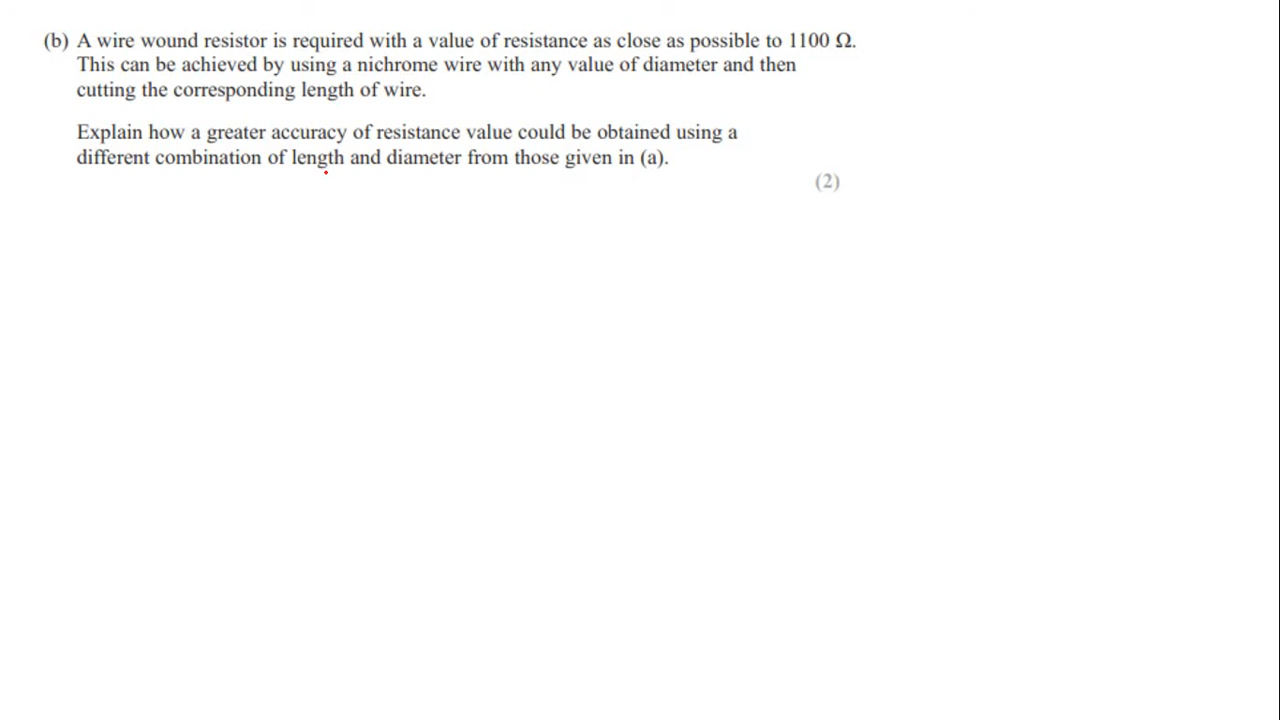 (b) A wire wound resistor is required with a value of resistance as close as possible to 1100 Ω.
This can be achieved by using a nichrome wire with any value of diameter and then
cutting the corresponding length of wire.
Explain how a greater accuracy of resistance value could be obtained using a
different combination of length and diameter from those given in (a).
(2)